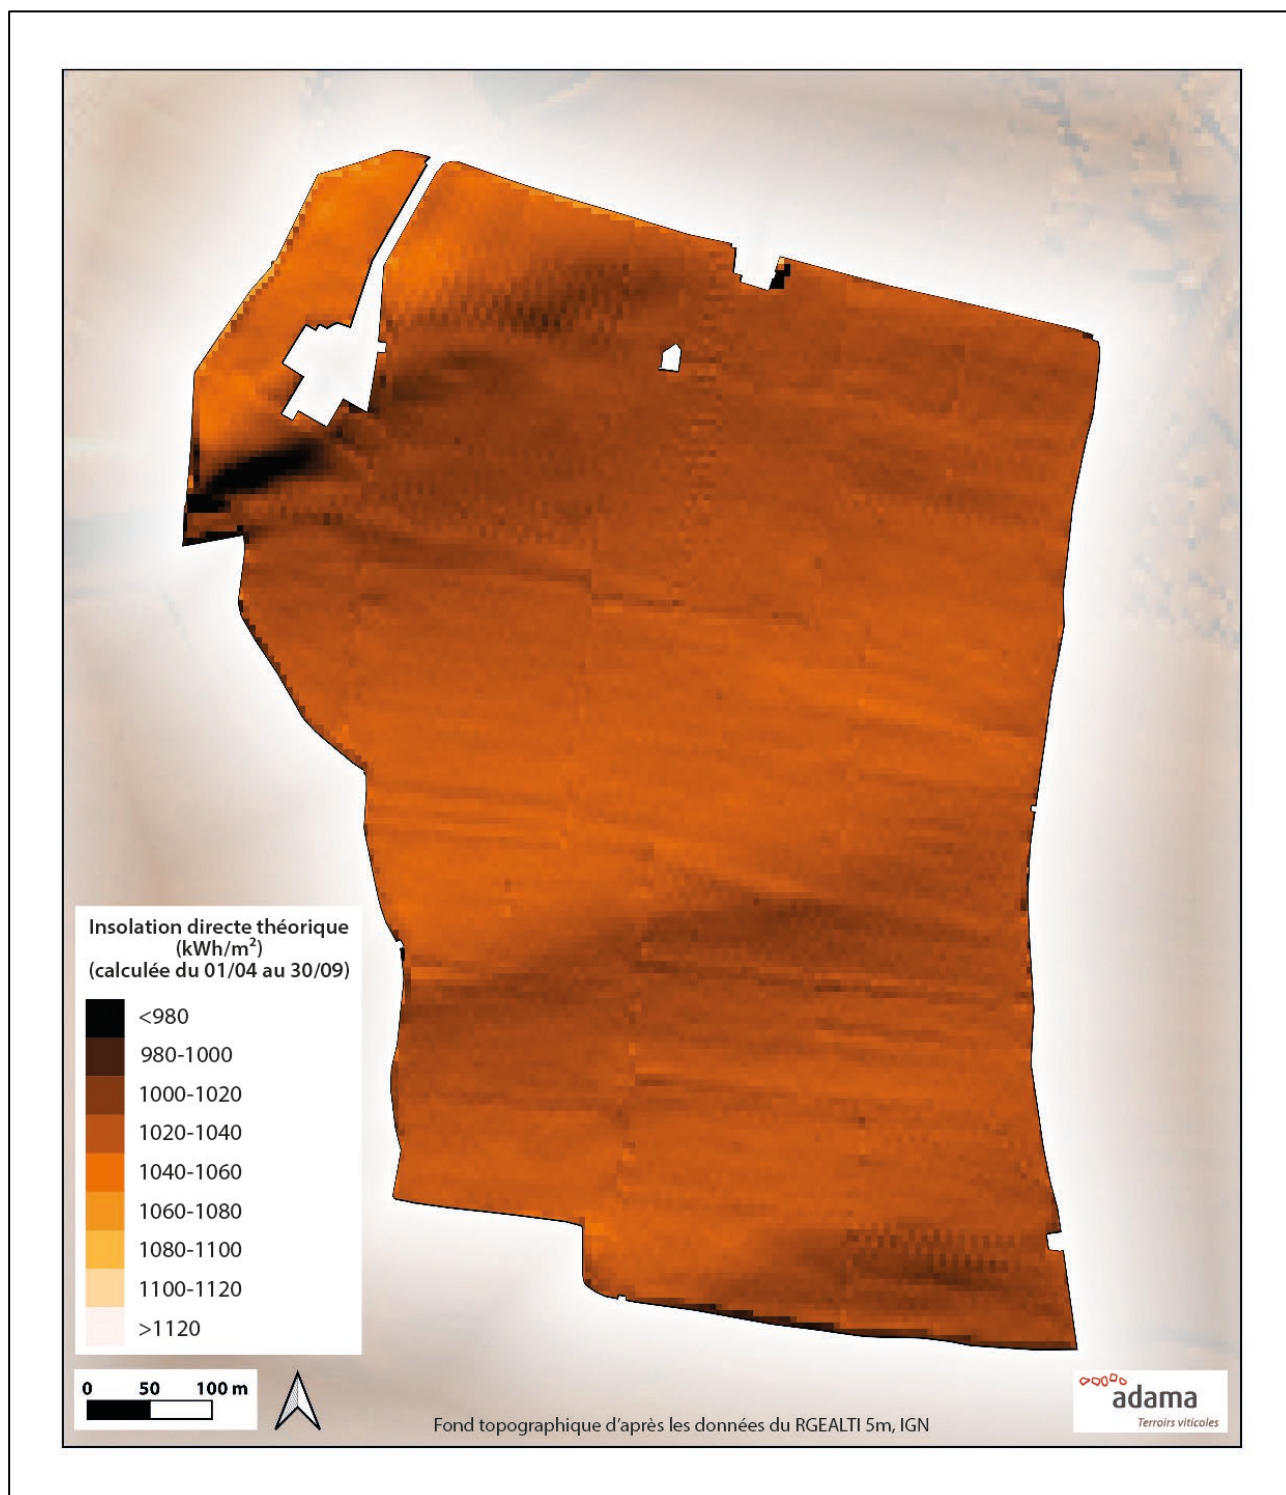 Insolation directe théorique
(kWh/m²)
(calculée du 01/04 au 30/09)
<980
980-1000
1000-1020
1020-1040
1040-1060
1060-1080
1080-1100
1100-1120
>1120
0 50 100 m
Fond topographique d'après les données du RGEALTI 5m, IGN
adama
Terroirs viticoles